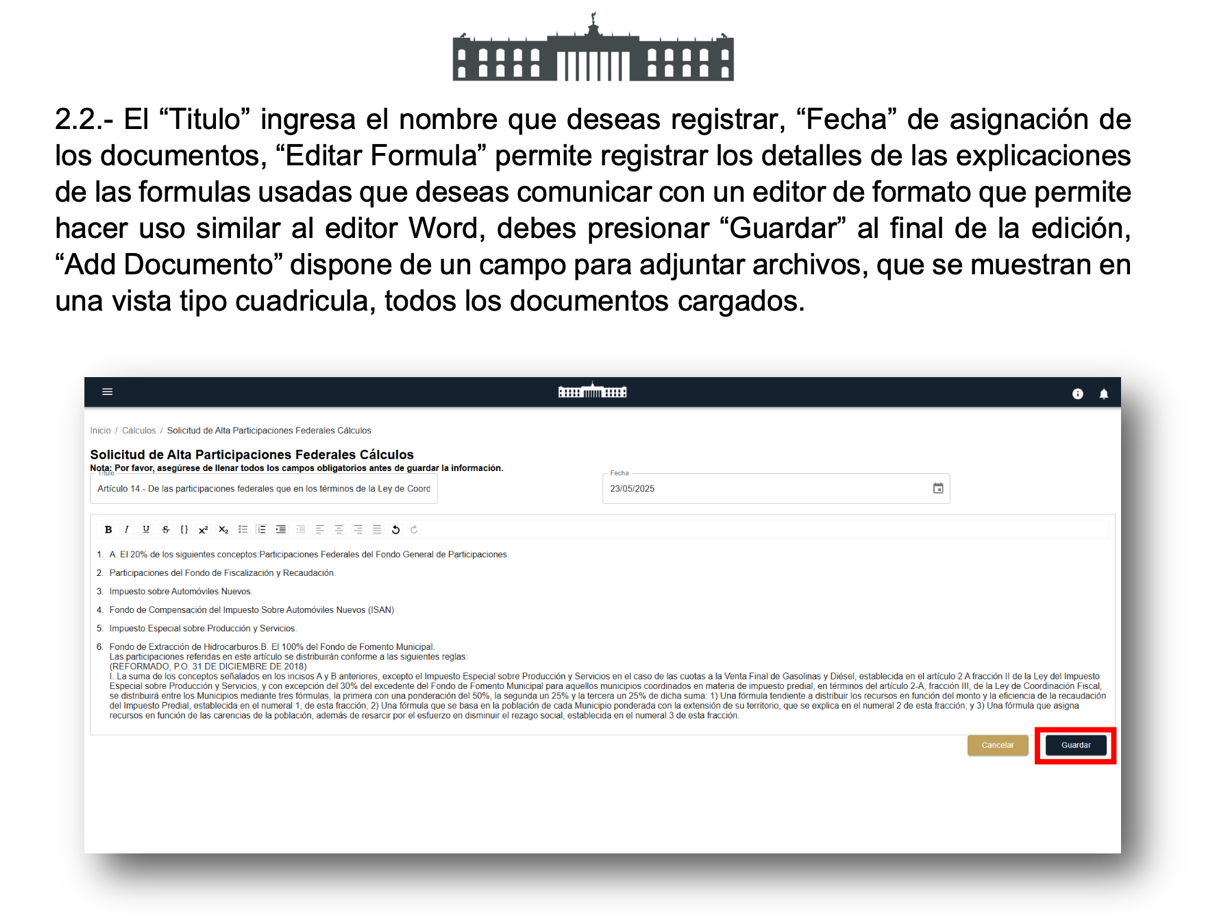 2.2.- El “Titulo” ingresa el nombre que deseas registrar, “Fecha” de asignación de
los documentos, “Editar Formula” permite registrar los detalles de las explicaciones
de las formulas usadas que deseas comunicar con un editor de formato que permite
hacer uso similar al editor Word, debes presionar “Guardar” al final de la edición,
“Add Documento” dispone de un campo para adjuntar archivos, que se muestran en
una vista tipo cuadricula, todos los documentos cargados.
Inicio / Cálculos / Solicitud de Alta Participaciones Federales Cálculos
Solicitud de Alta Participaciones Federales Cálculos
Nota: Por favor, asegúrese de llenar todos los campos obligatorios antes de guardar la información.
Titulo
Fecha
Artículo 14.- De las participaciones federales que en los términos de la Ley de Coord
23/05/2025
B I U S {} x² x₂
1. A. El 20% de los siguientes conceptos:Participaciones Federales del Fondo General de Participaciones.
2. Participaciones del Fondo de Fiscalización y Recaudación.
3. Impuesto sobre Automóviles Nuevos.
4. Fondo de Compensación del Impuesto Sobre Automóviles Nuevos (ISAN)
5. Impuesto Especial sobre Producción y Servicios.
6. Fondo de Extracción de Hidrocarburos.B. El 100% del Fondo de Fomento Municipal.
Las participaciones referidas en este artículo se distribuirán conforme a las siguientes reglas:
(REFORMADO, P.O. 31 DE DICIEMBRE DE 2018)
I. La suma de los conceptos señalados en los incisos A y B anteriores, excepto el Impuesto Especial sobre Producción y Servicios en el caso de las cuotas a la Venta Final de Gasolinas y Diésel, establecida en el artículo 2 A fracción II de la Ley del Impuesto
Especial sobre Producción y Servicios, y con excepción del 30% del excedente del Fondo de Fomento Municipal para aquellos municipios coordinados en materia de impuesto predial, en términos del artículo 2-A, fracción III, de la Ley de Coordinación Fiscal,
se distribuirá entre los Municipios mediante tres fórmulas, la primera con una ponderación del 50%, la segunda un 25% y la tercera un 25% de dicha suma: 1) Una fórmula tendiente a distribuir los recursos en función del monto y la eficiencia de la recaudación
del Impuesto Predial, establecida en el numeral 1, de esta fracción; 2) Una fórmula que se basa en la población de cada Municipio ponderada con la extensión de su territorio, que se explica en el numeral 2 de esta fracción; y 3) Una fórmula que asigna
recursos en función de las carencias de la población, además de resarcir por el esfuerzo en disminuir el rezago social, establecida en el numeral 3 de esta fracción.
Cancelar
Guardar